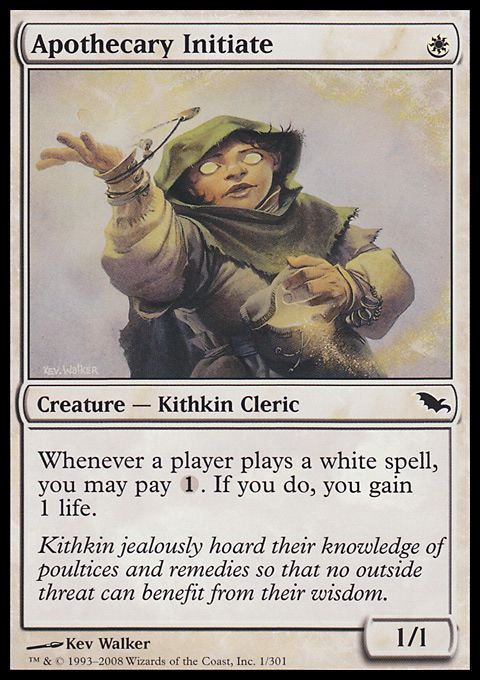 Apothecary Initiate
KEV. WALKER
Creature — Kithkin Cleric
Whenever a player plays a white spell,
you may pay 1. If you do, you gain
1 life.
Kithkin jealously hoard their knowledge of
poultices and remedies so that no outside
threat can benefit from their wisdom.
1/1
Kev Walker
™ & © 1993–2008 Wizards of the Coast, Inc. 1/301